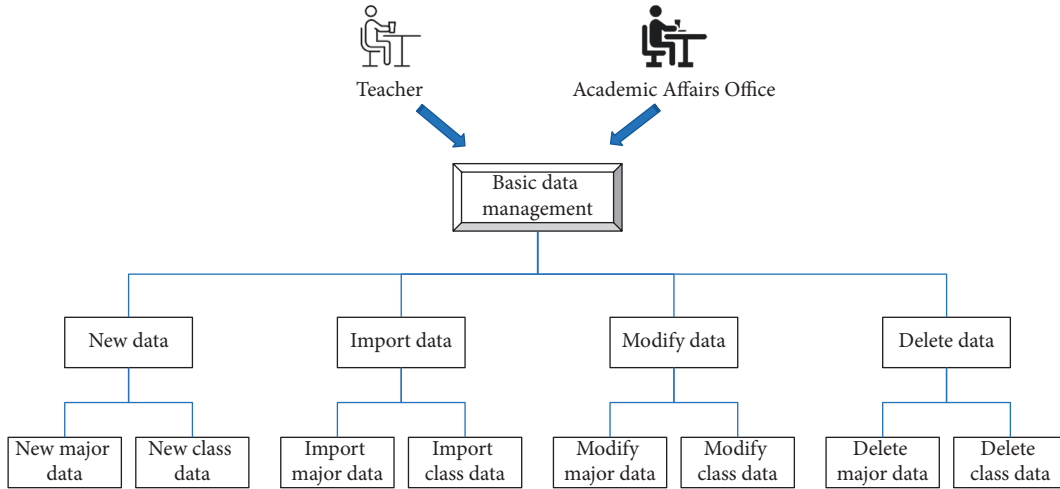 Teacher
Academic Affairs Office
Basic data
management
New data
Import data
Modify data
Delete data
New major
data
New class
data
Import
major data
Import
class data
Modify
major data
Modify
class data
Delete
major data
Delete
class data